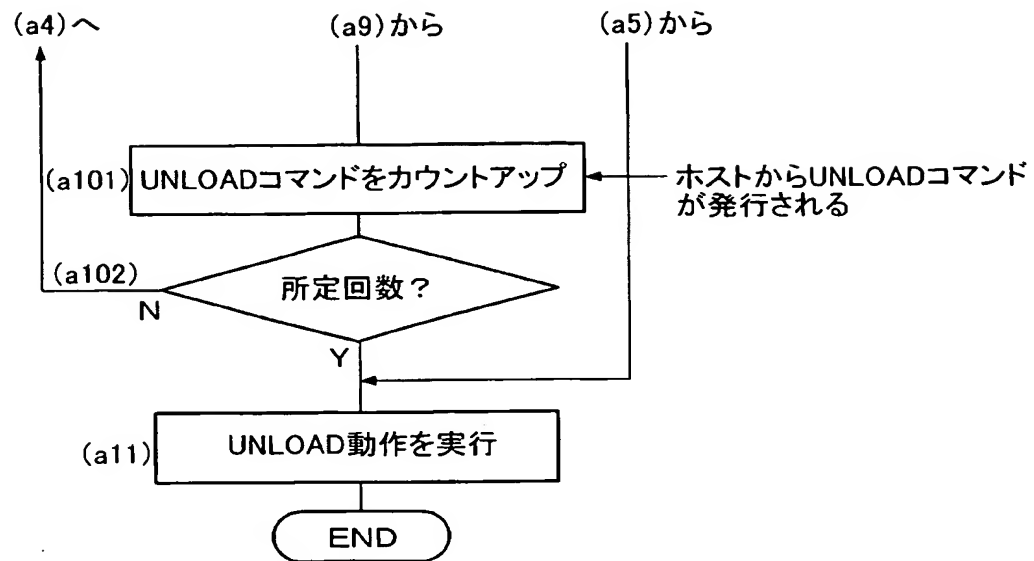 (a4)へ
(a9)から
(a5)から
(a101)
UNLOADコマンドをカウントアップ
ホストからUNLOADコマンド
が発行される
(a102)
所定回数?
N
Y
(a11)
UNLOAD動作を実行
END